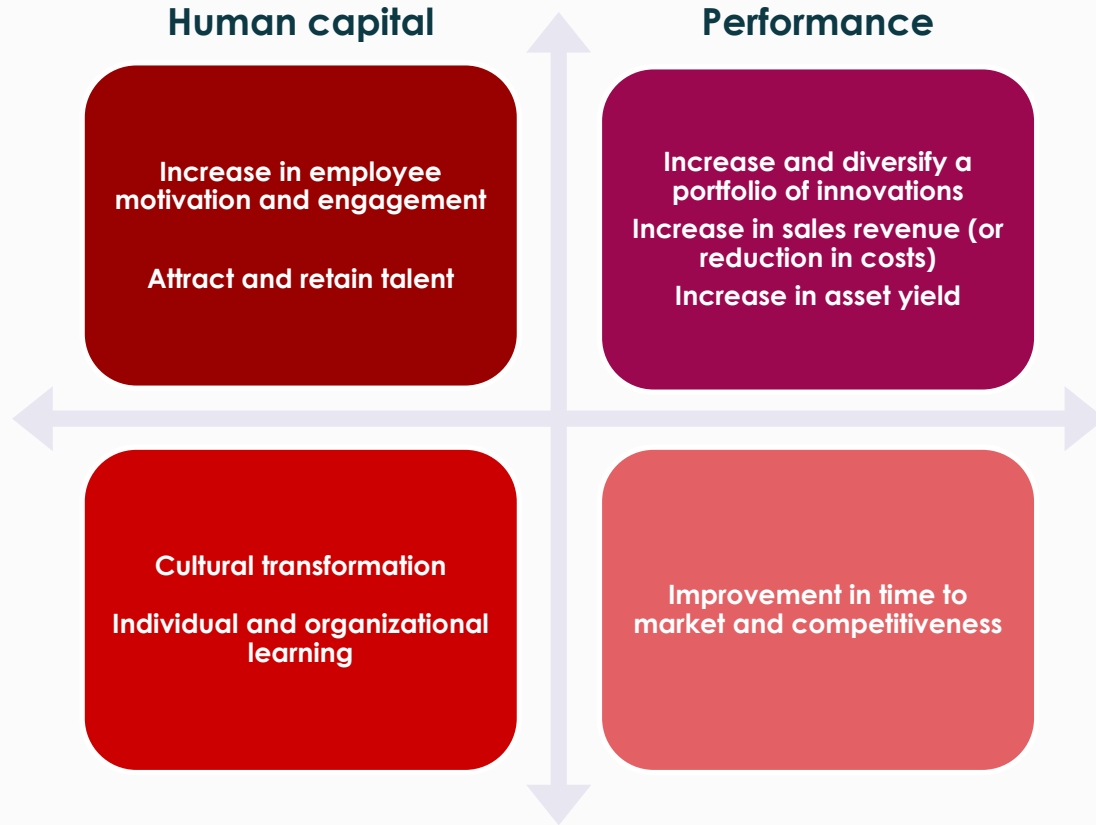 Human capital
Performance
Increase in employee
motivation and engagement
Attract and retain talent
Increase and diversify a
portfolio of innovations
Increase in sales revenue (or
reduction in costs)
Increase in asset yield
Cultural transformation
Individual and organizational
learning
Improvement in time to
market and competitiveness